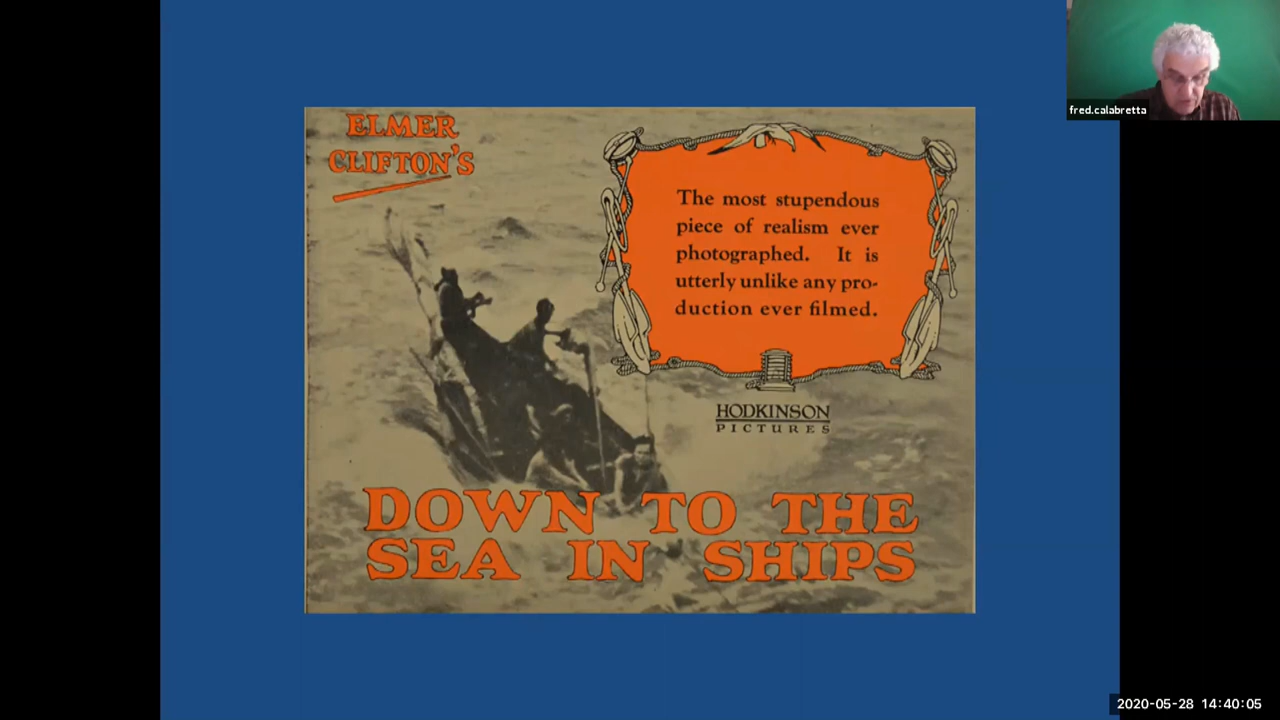 fred.calabretta
ELMER
CLIFTON'S
The most stupendous
piece of realism ever
photographed. It is
utterly unlike any pro-
duction ever filmed.
HODKINSON
PICTURES
DOWN TO THE
SEA IN SHIPS
2020-05-28 14:40:05